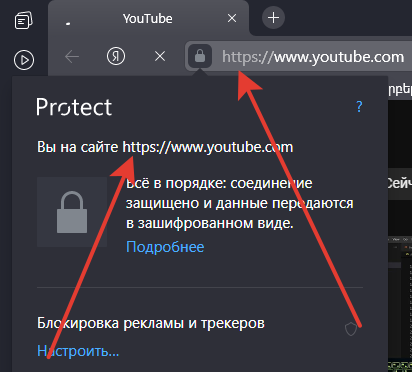 YouTube
Я
https://www.youtube.com
Protect
?
Вы на сайте https://www.youtube.com
Всё в порядке: соединение
защищено и данные передаются
в зашифрованном виде.
Подробнее
Сейч
Блокировка рекламы и трекеров
Настроить...